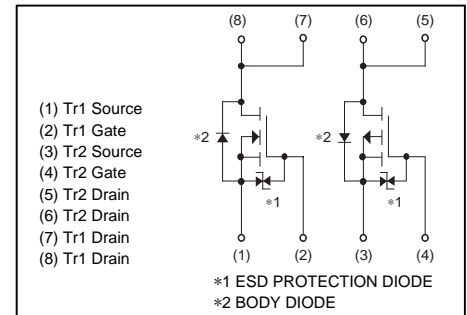 (8) (7) (6) (5)
(1) Tr1 Source
(2) Tr1 Gate
(3) Tr2 Source
(4) Tr2 Gate
(5) Tr2 Drain
(6) Tr2 Drain
(7) Tr1 Drain
(8) Tr1 Drain
∗2 ∗2
∗1 ∗1
(1) (2) (3) (4)
∗1 ESD PROTECTION DIODE
∗2 BODY DIODE